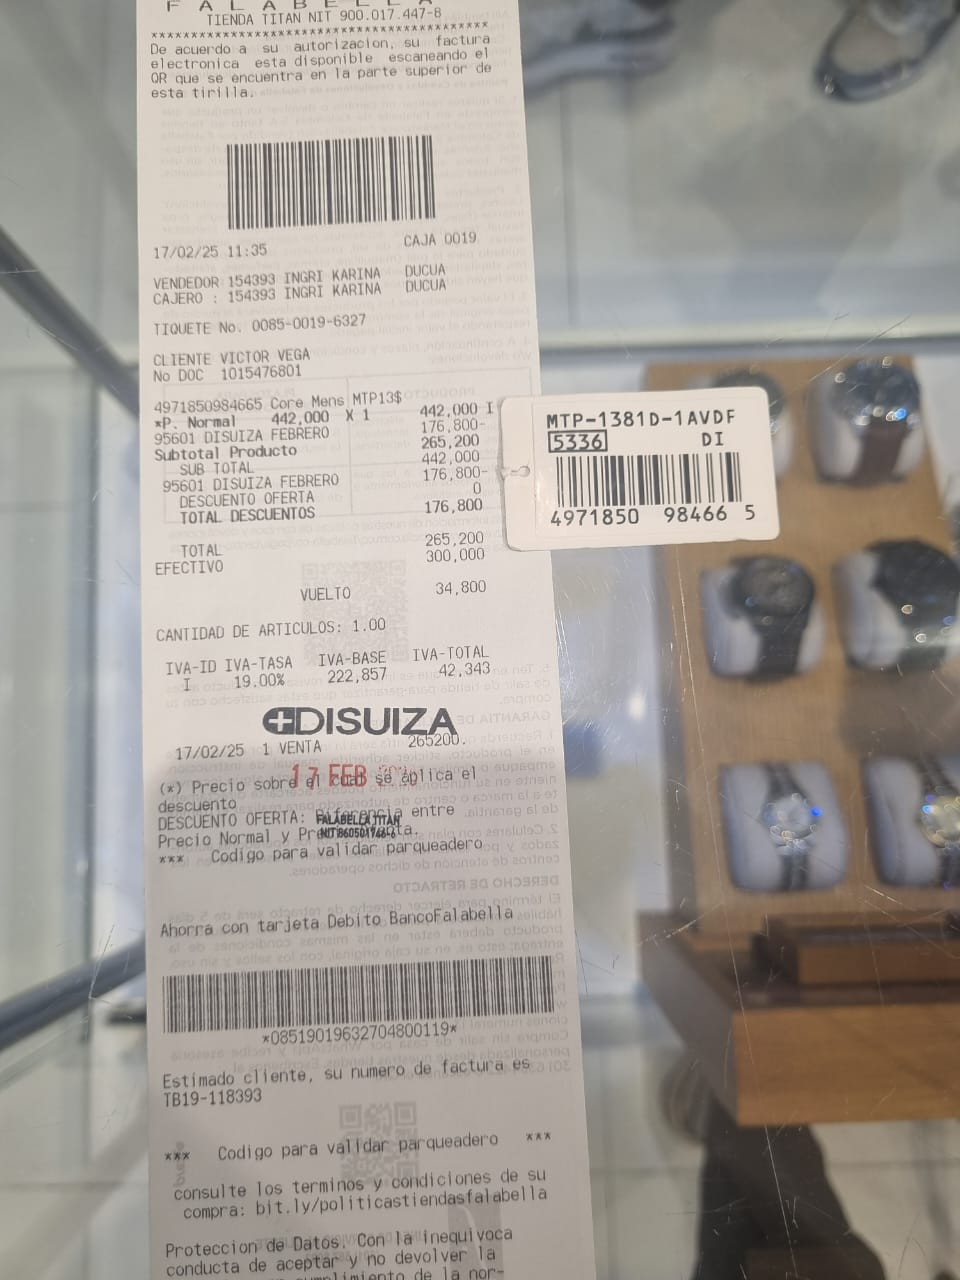 FALABELLA
TIENDA TITAN NIT 900.017.447-8
*****************************************
De acuerdo a su autorizacion, su factura
electronica esta disponible escaneando el
QR que se encuentra en la parte superior de
esta tirilla.
17/02/25 11:35 CAJA 0019
VENDEDOR 154393 INGRI KARINA DUCUA
CAJERO : 154393 INGRI KARINA DUCUA
TIQUETE No. 0085-0019-6327
CLIENTE VICTOR VEGA
No DOC 1015476801
4971850984665 Core Mens MTP13$
*P. Normal 442,000 X 1 442,000 I
95601 DISUIZA FEBRERO 176,800-
Subtotal Producto 265,200
SUB TOTAL 442,000
95601 DISUIZA FEBRERO 176,800-
DESCUENTO OFERTA 0
TOTAL DESCUENTOS 176,800
TOTAL 265,200
EFECTIVO 300,000
VUELTO 34,800
CANTIDAD DE ARTICULOS: 1.00
IVA-ID IVA-TASA IVA-BASE IVA-TOTAL
I 19.00% 222,857 42,343
DISUIZA
17/02/25 1 VENTA 265200.
17 FEB
(*) Precio sobre el cual se aplica el
descuento
DESCUENTO OFERTA: Diferencia entre
FALABELLA TITAN
Precio Normal y
*** Codigo para validar parqueadero
Ahorra con tarjeta Debito BancoFalabella
*08519019632704800119*
Estimado cliente, su numero de factura es
TB19-118393
*** Codigo para validar parqueadero ***
consulte los terminos y condiciones de su
compra: bit.ly/politicastiendasfalabella
Proteccion de Datos. Con la inequivoca
conducta de aceptar y no devolver la
de la nor-
MTP-1381D-1AVDF
5336 DI
4971850 98466 5